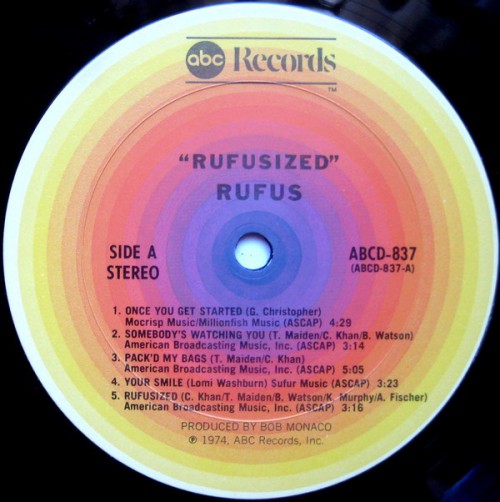 abc Records
™
"RUFUSIZED"
RUFUS
SIDE A
STEREO
ABCD-837
(ABCD-837-A)
1. ONCE YOU GET STARTED (G. Christopher)
Mocrisp Music/Millionfish Music (ASCAP) 4:29
2. SOMEBODY'S WATCHING YOU (T. Maiden/C. Khan/B. Watson)
American Broadcasting Music, Inc. (ASCAP) 3:14
3. PACK'D MY BAGS (T. Maiden/C. Khan)
American Broadcasting Music, Inc. (ASCAP) 5:05
4. YOUR SMILE (Lomi Washburn) Sufur Music (ASCAP) 3:23
5. RUFUSIZED (C. Khan/T. Maiden/B. Watson/K. Murphy/A. Fischer)
American Broadcasting Music, Inc. (ASCAP) 3:16
PRODUCED BY BOB MONACO
℗ 1974, ABC Records, Inc.